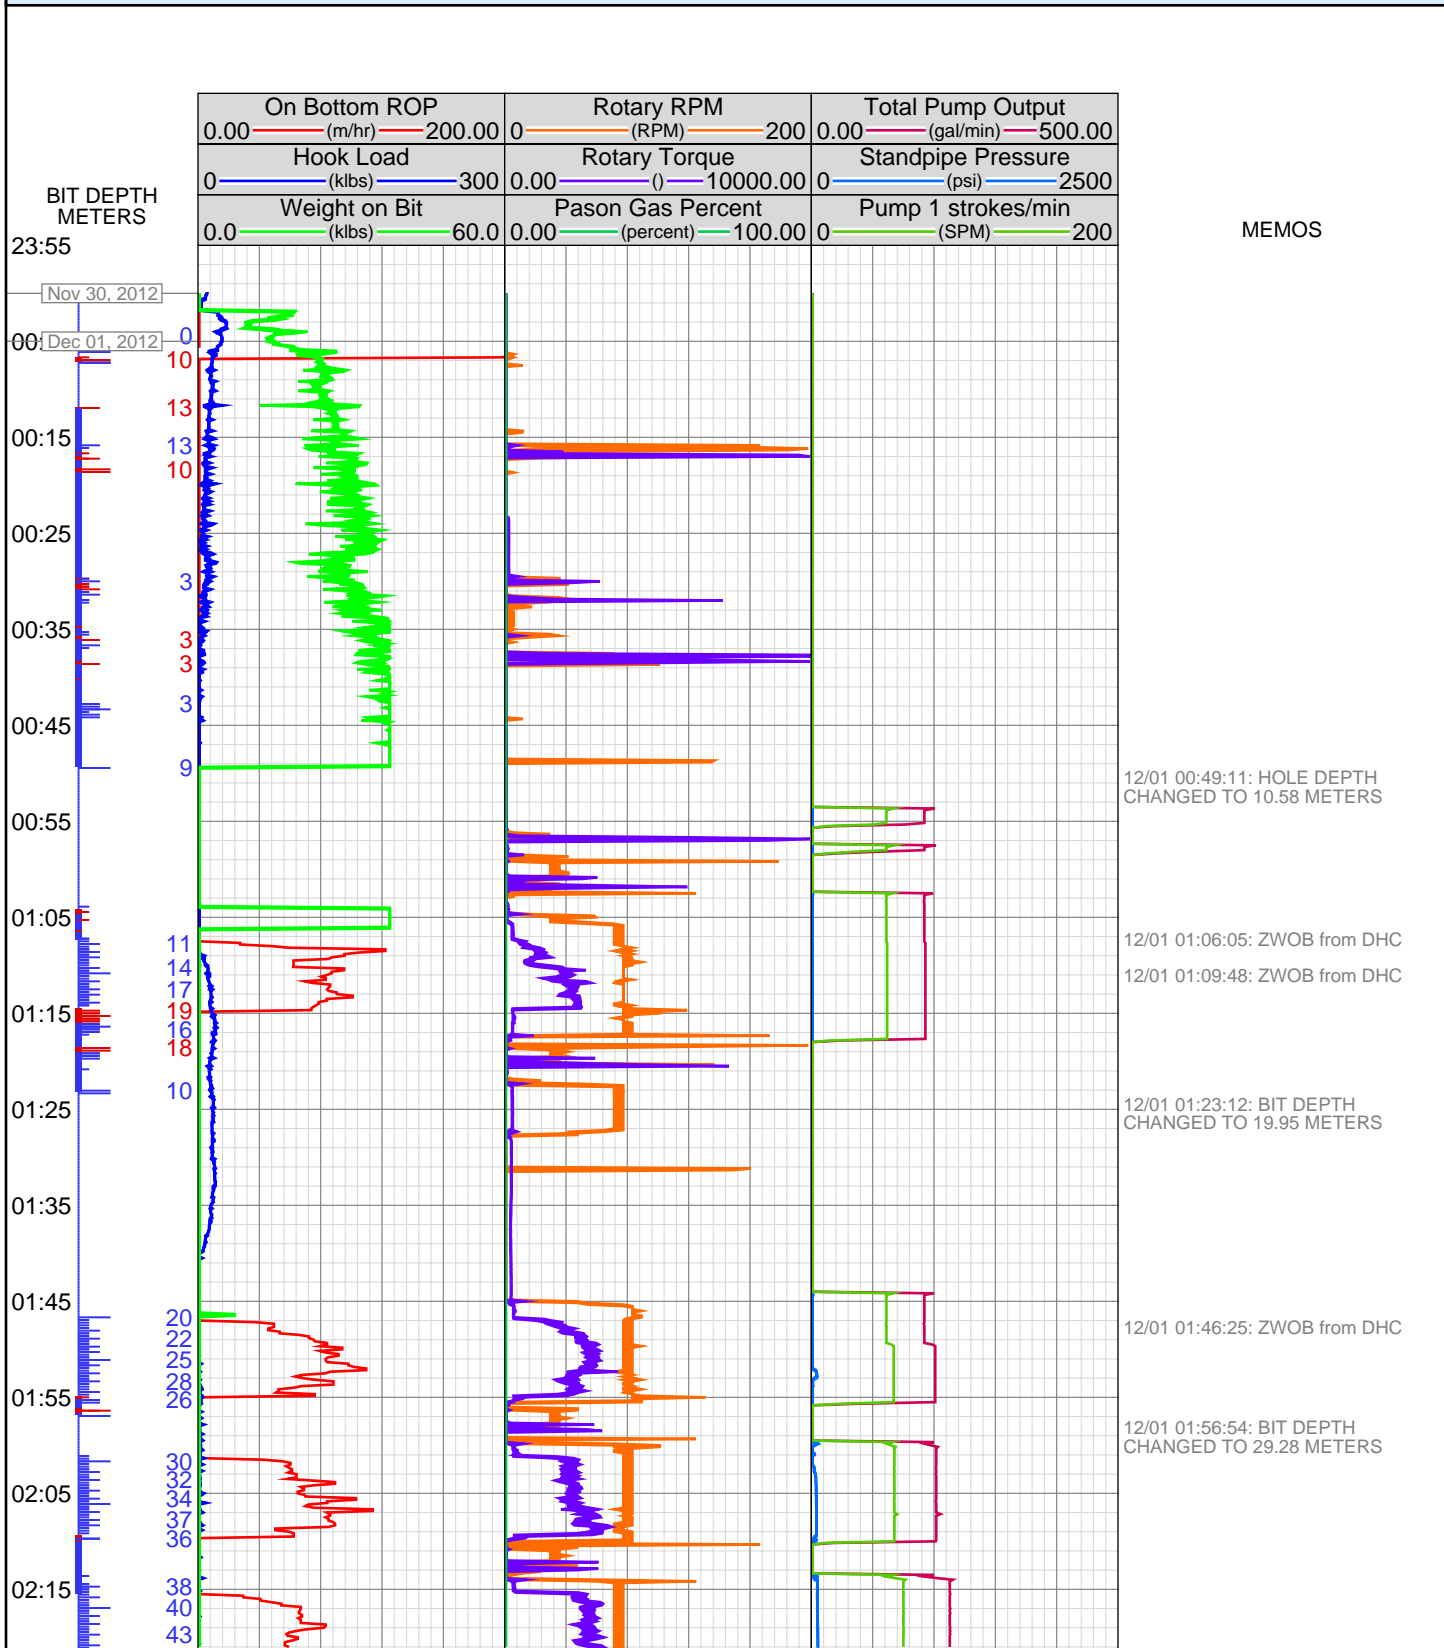 On Bottom ROP
0.00 (m/hr) 200.00
Rotary RPM
0 (RPM) 200
Total Pump Output
0.00 (gal/min) 500.00
Hook Load
0 (klbs) 300
Rotary Torque
0.00 () 10000.00
Standpipe Pressure
0 (psi) 2500
Weight on Bit
0.0 (klbs) 60.0
Pason Gas Percent
0.00 (percent) 100.00
Pump 1 strokes/min
0 (SPM) 200
BIT DEPTH
METERS
MEMOS
23:55
Nov 30, 2012
0
Dec 01, 2012
10
13
00:15
13
10
00:25
3
00:35
3
3
3
00:45
9
12/01 00:49:11: HOLE DEPTH
CHANGED TO 10.58 METERS
00:55
01:05
11
12/01 01:06:05: ZWOB from DHC
14
12/01 01:09:48: ZWOB from DHC
17
19
01:15
16
18
10
01:25
12/01 01:23:12: BIT DEPTH
CHANGED TO 19.95 METERS
01:35
01:45
20
12/01 01:46:25: ZWOB from DHC
22
25
28
01:55
26
12/01 01:56:54: BIT DEPTH
CHANGED TO 29.28 METERS
30
32
02:05
34
37
36
02:15
38
40
43